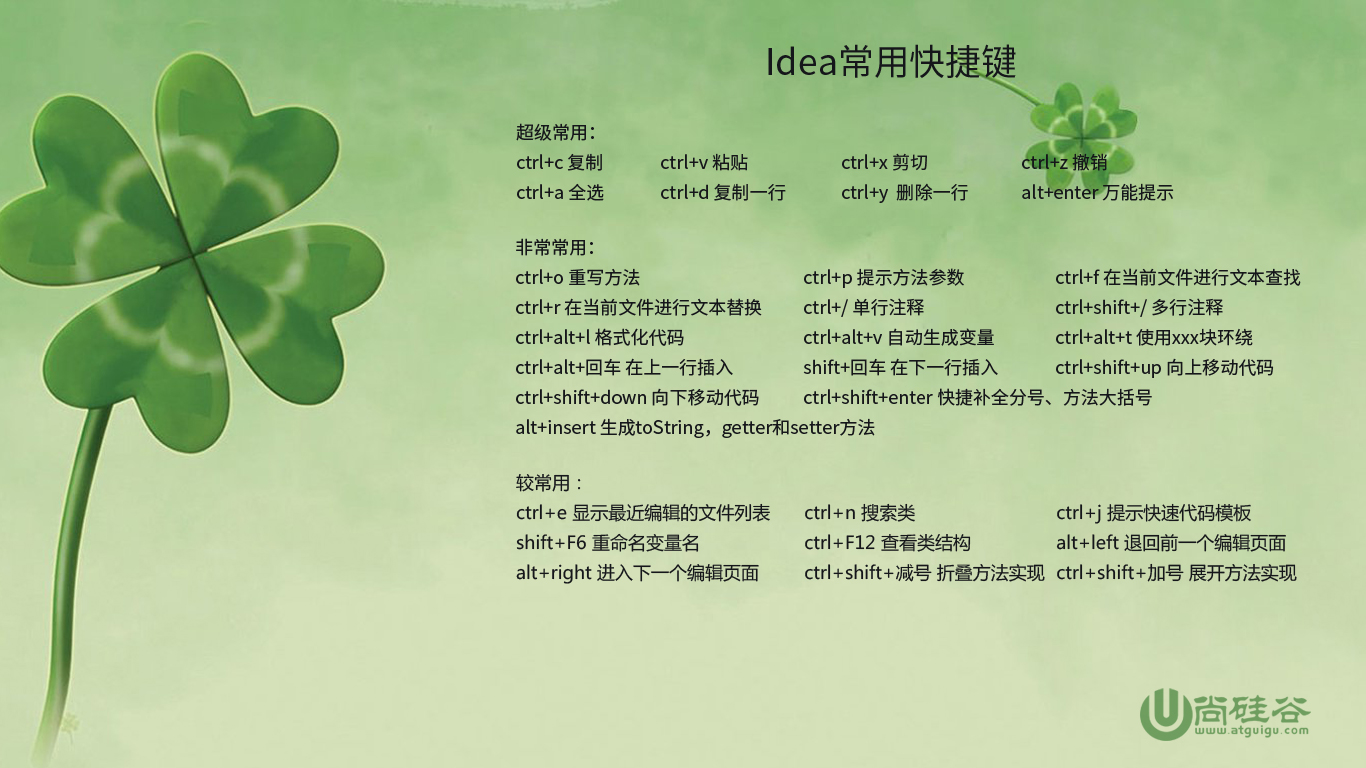 Idea常用快捷键
超级常用：
ctrl+c 复制 ctrl+v 粘贴 ctrl+x 剪切 ctrl+z 撤销
ctrl+a 全选 ctrl+d 复制一行 ctrl+y 删除一行 alt+enter 万能提示
非常常用：
ctrl+o 重写方法 ctrl+p 提示方法参数 ctrl+f 在当前文件进行文本查找
ctrl+r 在当前文件进行文本替换 ctrl+/ 单行注释 ctrl+shift+/ 多行注释
ctrl+alt+l 格式化代码 ctrl+alt+v 自动生成变量 ctrl+alt+t 使用xxx块环绕
ctrl+alt+回车 在上一行插入 shift+回车 在下一行插入 ctrl+shift+up 向上移动代码
ctrl+shift+down 向下移动代码 ctrl+shift+enter 快捷补全分号、方法大括号
alt+insert 生成toString，getter和setter方法
较常用：
ctrl+e 显示最近编辑的文件列表 ctrl+n 搜索类 ctrl+j 提示快速代码模板
shift+F6 重命名变量名 ctrl+F12 查看类结构 alt+left 退回前一个编辑页面
alt+right 进入下一个编辑页面 ctrl+shift+减号 折叠方法实现 ctrl+shift+加号 展开方法实现
尚硅谷
www.atguigu.com